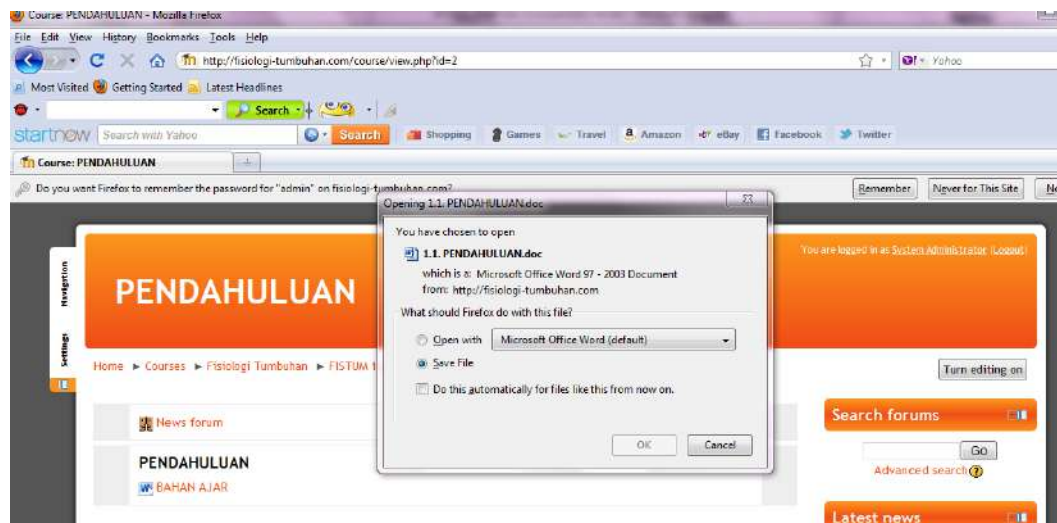 Course: PENDAHULUAN - Mozilla Firefox
File Edit View History Bookmarks Tools Help
http://fisiologi-tumbuhan.com/course/view.php?id=2
Yahoo
Most Visited Getting Started Latest Headlines
Search
startnow Search with Yahoo Search Shopping Games Travel Amazon eBay Facebook Twitter
Course: PENDAHULUAN
Do you want Firefox to remember the password for "admin" on fisiologi-tumbuhan.com? Remember Never for This Site
Opening 1.1. PENDAHULUAN.doc
You have chosen to open
1.1. PENDAHULUAN.doc
which is a: Microsoft Office Word 97 - 2003 Document
from: http://fisiologi-tumbuhan.com
What should Firefox do with this file?
Open with Microsoft Office Word (default)
Save File
Do this automatically for files like this from now on.
OK Cancel
You are logged in as System Administrator (Logout)
Navigation
Settings
PENDAHULUAN
Home ► Courses ► Fisiologi Tumbuhan ► FISTUM 1
Turn editing on
News forum
PENDAHULUAN
BAHAN AJAR
Search forums
Go
Advanced search
Latest news